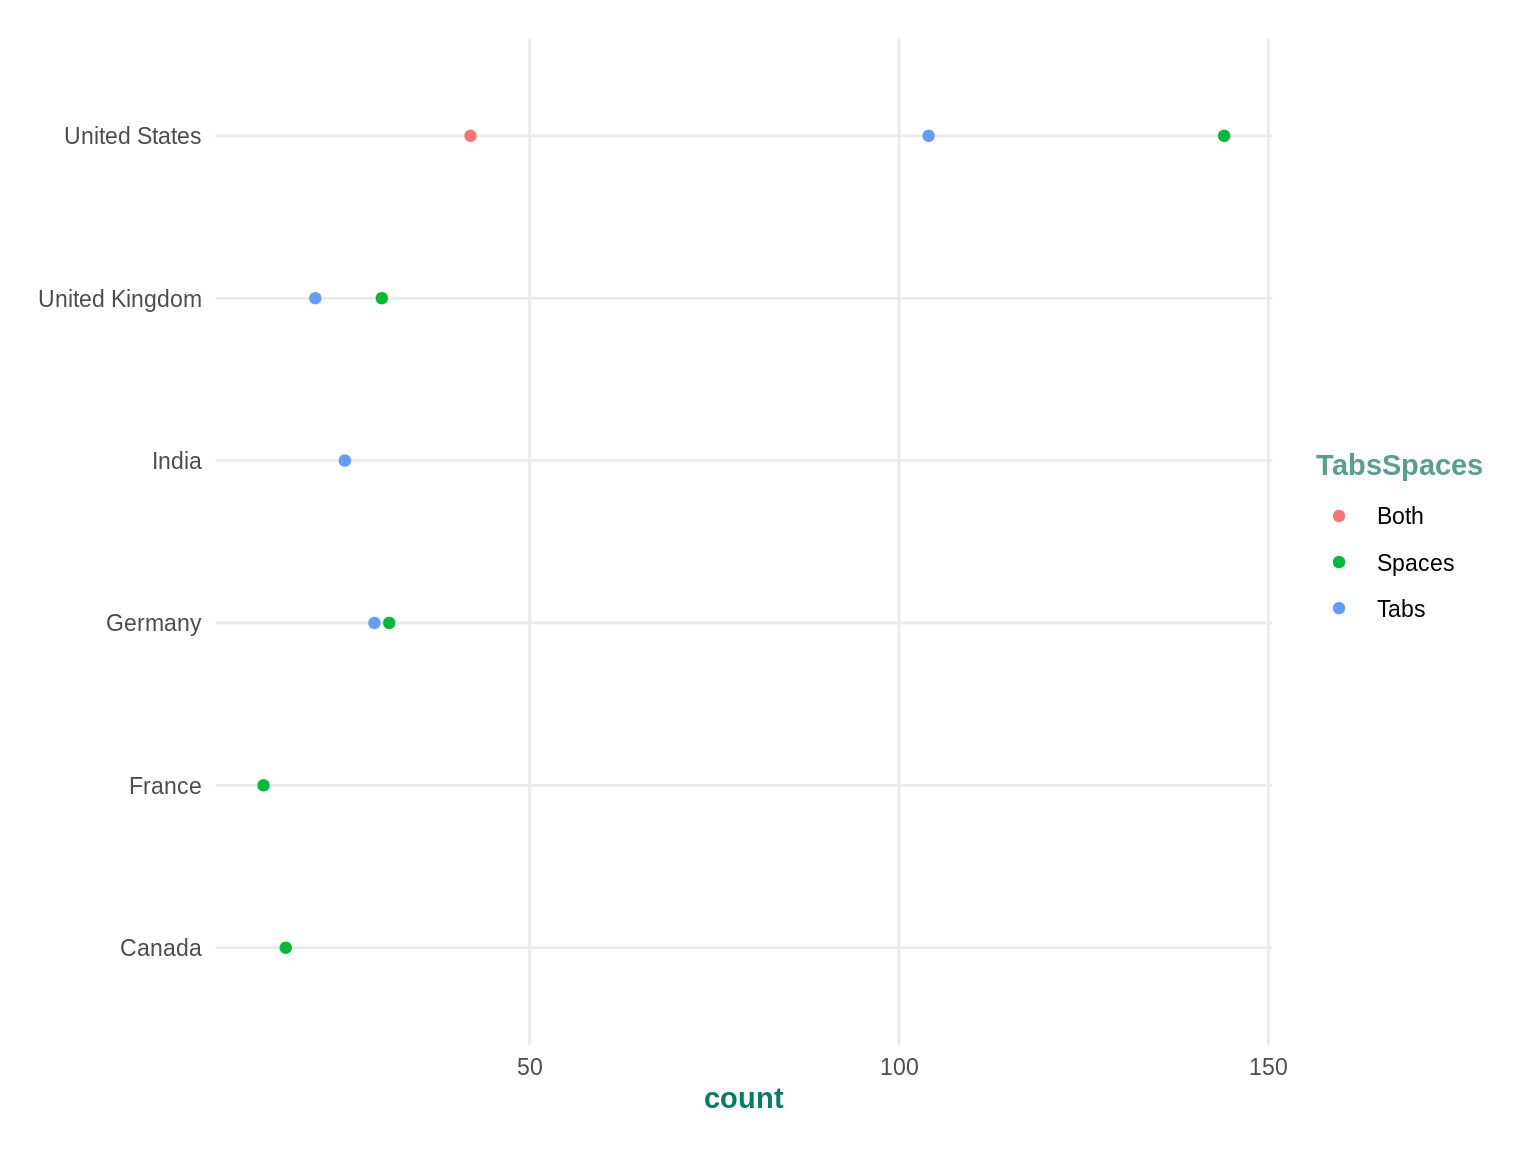 United States
United Kingdom
India
Germany
France
Canada
50 100 150
count
TabsSpaces
Both
Spaces
Tabs